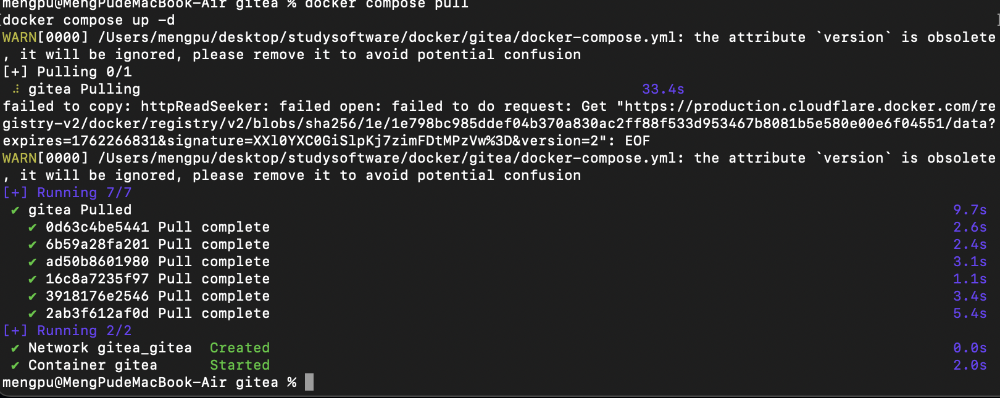 mengpu@MengPudeMacBook-Air gitea % docker compose pull
docker compose up -d
WARN[0000] /Users/mengpu/desktop/studysoftware/docker/gitea/docker-compose.yml: the attribute `version` is obsolete
, it will be ignored, please remove it to avoid potential confusion
[+] Pulling 0/1
⠼ gitea Pulling 33.4s
failed to copy: httpReadSeeker: failed open: failed to do request: Get "https://production.cloudflare.docker.com/re
gistry-v2/docker/registry/v2/blobs/sha256/1e/1e798bc985ddef04b370a830ac2ff88f533d953467b8081b5e580e00e6f04551/data?
expires=1762266831&signature=XXl0YXC0GiSlpKj7zimFDtMPzVw%3D&version=2": EOF
WARN[0000] /Users/mengpu/desktop/studysoftware/docker/gitea/docker-compose.yml: the attribute `version` is obsolete
, it will be ignored, please remove it to avoid potential confusion
[+] Running 7/7
✔ gitea Pulled 9.7s
✔ 0d63c4be5441 Pull complete 2.6s
✔ 6b59a28fa201 Pull complete 2.4s
✔ ad50b8601980 Pull complete 3.1s
✔ 16c8a7235f97 Pull complete 1.1s
✔ 3918176e2546 Pull complete 3.4s
✔ 2ab3f612af0d Pull complete 5.4s
[+] Running 2/2
✔ Network gitea_gitea Created 0.0s
✔ Container gitea Started 2.0s
mengpu@MengPudeMacBook-Air gitea %